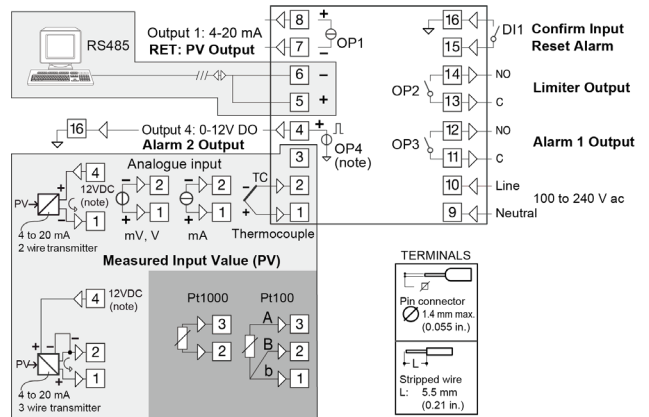 Output 1: 4-20 mA
RET: PV Output
RS485
8
+
7
OP1
6
−
5
+
16
Output 4: 0-12V DO
Alarm 2 Output
4
+
OP4
(note)
3
TC
−
2
+
1
Thermocouple
16
DI1
15
Confirm Input
Reset Alarm
14
NO
OP2
13
C
Limiter Output
12
NO
OP3
11
C
Alarm 1 Output
10
Line
9
Neutral
100 to 240 V ac
Analogue input
4
12VDC
(note)
PV
+
−
1
4 to 20 mA
2 wire transmitter
−
2
+
1
mV, V
−
2
+
1
mA
Measured Input Value (PV)
4
12VDC
(note)
+
−
−
2
PV
+
1
4 to 20 mA
3 wire transmitter
Pt1000
3
2
Pt100
A
3
B
2
b
1
TERMINALS
Pin connector
1.4 mm max.
(0.055 in.)
L
Stripped wire
L: 5.5 mm
(0.21 in.)